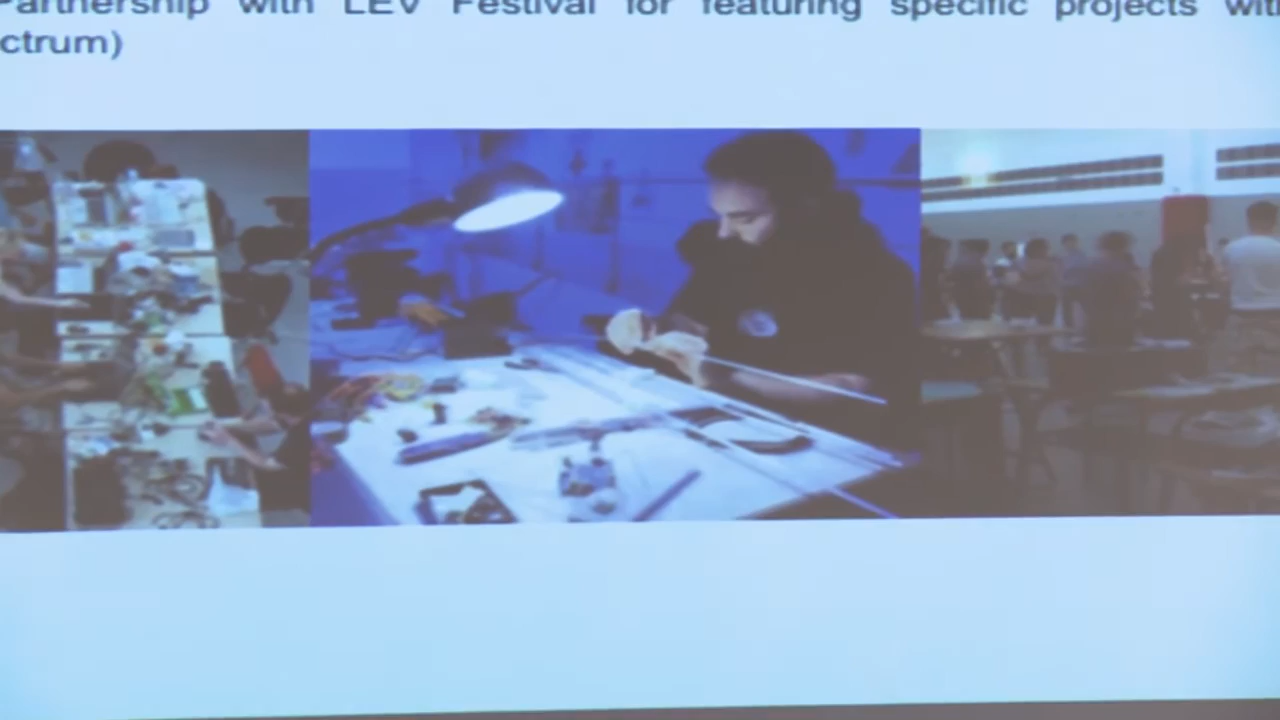 Partnership with LEV Festival for featuring specific projects with
ctrum)